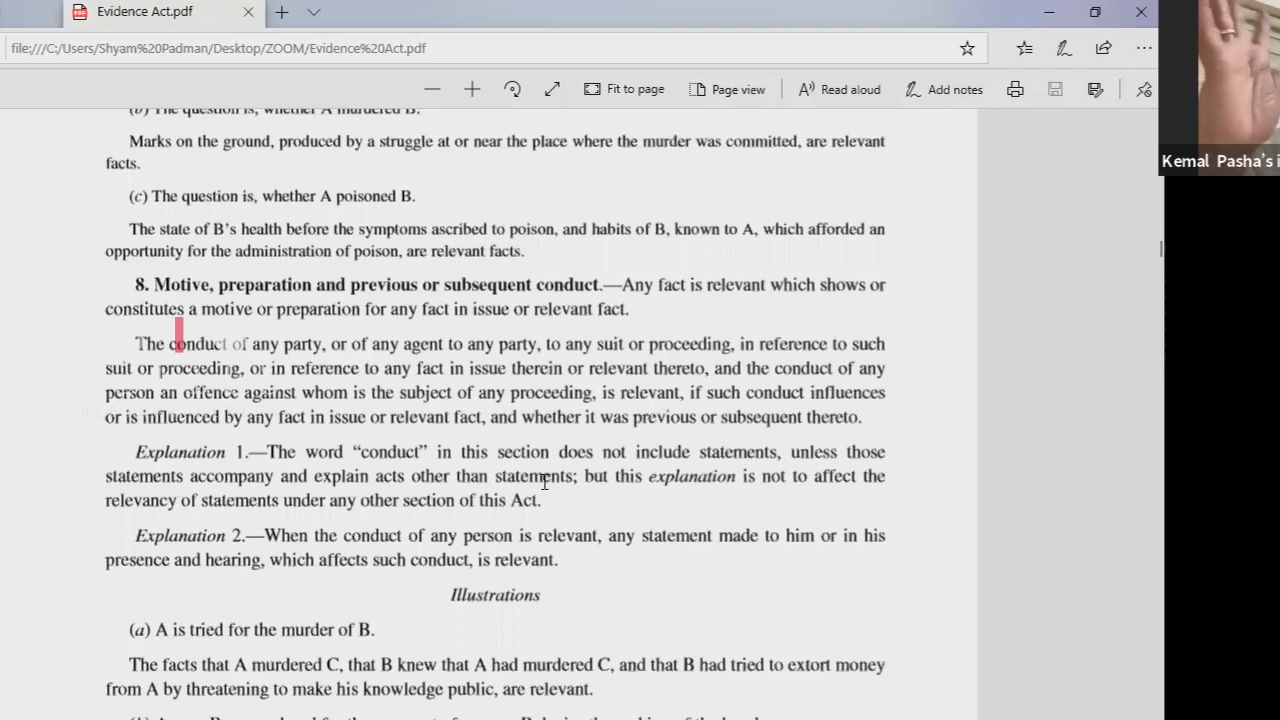 Evidence Act.pdf
file:///C:/Users/Shyam%20Padman/Desktop/ZOOM/Evidence%20Act.pdf
Fit to page
Page view
Read aloud
Add notes
Kemal Pasha's i
(b) The question is, whether A murdered B.
Marks on the ground, produced by a struggle at or near the place where the murder was committed, are relevant
facts.
(c) The question is, whether A poisoned B.
The state of B's health before the symptoms ascribed to poison, and habits of B, known to A, which afforded an
opportunity for the administration of poison, are relevant facts.
8. Motive, preparation and previous or subsequent conduct.—Any fact is relevant which shows or
constitutes a motive or preparation for any fact in issue or relevant fact.
The conduct of any party, or of any agent to any party, to any suit or proceeding, in reference to such
suit or proceeding, or in reference to any fact in issue therein or relevant thereto, and the conduct of any
person an offence against whom is the subject of any proceeding, is relevant, if such conduct influences
or is influenced by any fact in issue or relevant fact, and whether it was previous or subsequent thereto.
Explanation 1.—The word “conduct” in this section does not include statements, unless those
statements accompany and explain acts other than statements; but this explanation is not to affect the
relevancy of statements under any other section of this Act.
Explanation 2.—When the conduct of any person is relevant, any statement made to him or in his
presence and hearing, which affects such conduct, is relevant.
Illustrations
(a) A is tried for the murder of B.
The facts that A murdered C, that B knew that A had murdered C, and that B had tried to extort money
from A by threatening to make his knowledge public, are relevant.